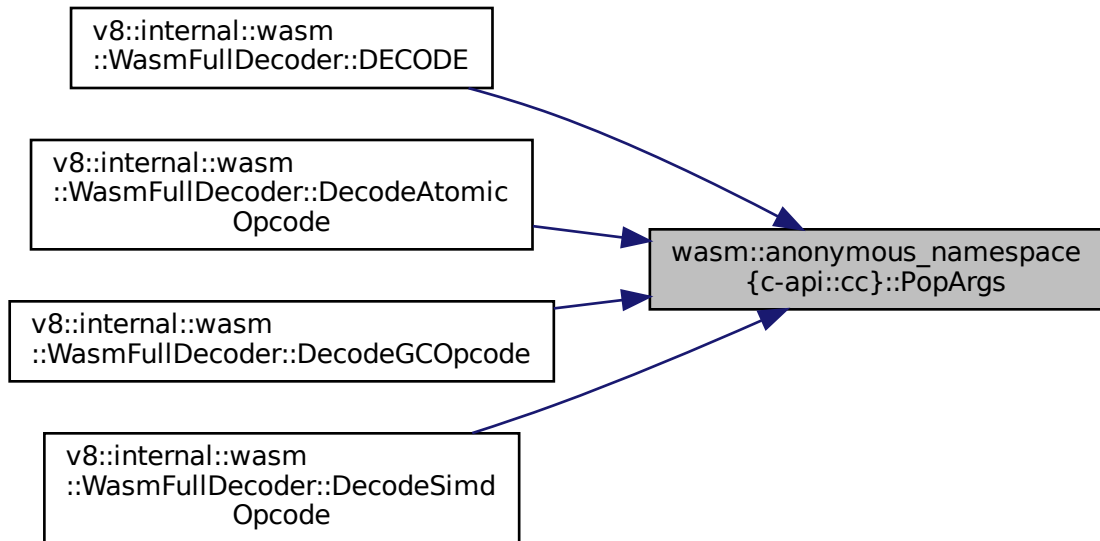 v8::internal::wasm
::WasmFullDecoder::DECODE
v8::internal::wasm
::WasmFullDecoder::DecodeAtomic
Opcode
wasm::anonymous_namespace
{c-api::cc}::PopArgs
v8::internal::wasm
::WasmFullDecoder::DecodeGCOpcode
v8::internal::wasm
::WasmFullDecoder::DecodeSimd
Opcode